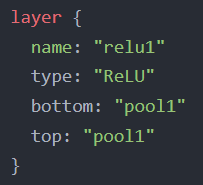 layer {
  name: "relu1"
  type: "ReLU"
  bottom: "pool1"
  top: "pool1"
}